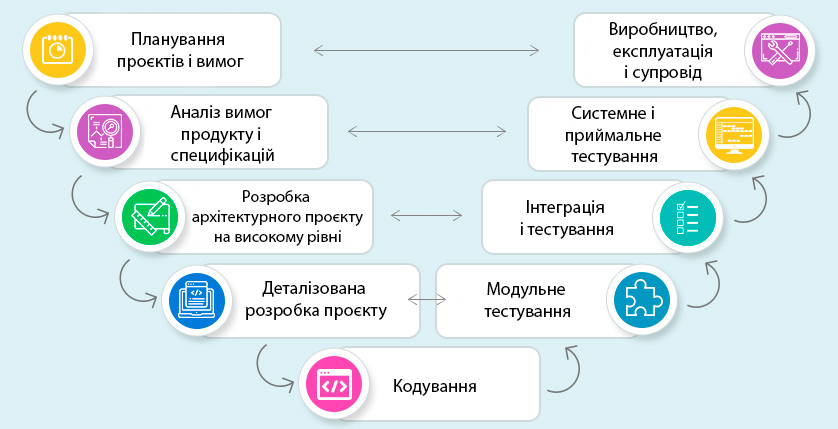 Планування
проєктів і вимог
Виробництво,
експлуатація
і супровід
Аналіз вимог
продукту і
специфікацій
Системне і
приймальне
тестування
Розробка
архітектурного проєкту
на високому рівні
Інтеграція
і тестування
Деталізована
розробка проєкту
Модульне
тестування
Кодування